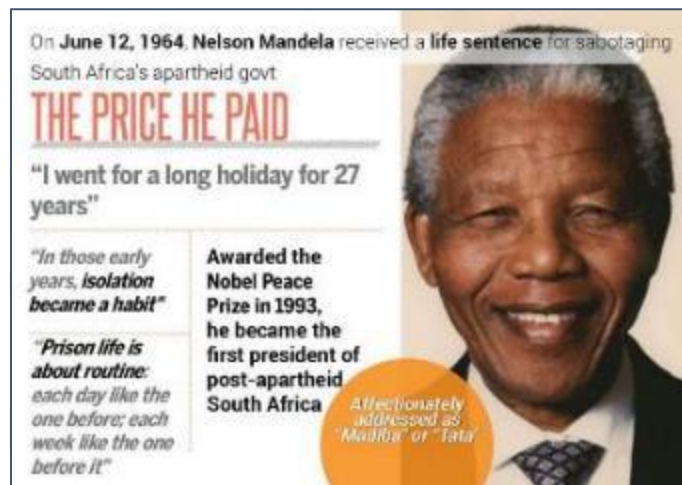 On June 12, 1964, Nelson Mandela received a life sentence for sabotaging
South Africa's apartheid govt
THE PRICE HE PAID
“I went for a long holiday for 27
years”
“In those early
years, isolation
became a habit”
“Prison life is
about routine:
each day like the
one before; each
week like the one
before it”
Awarded the
Nobel Peace
Prize in 1993,
he became the
first president of
post-apartheid
South Africa
Affectionately
addressed as
“Madiba” or “Tata”